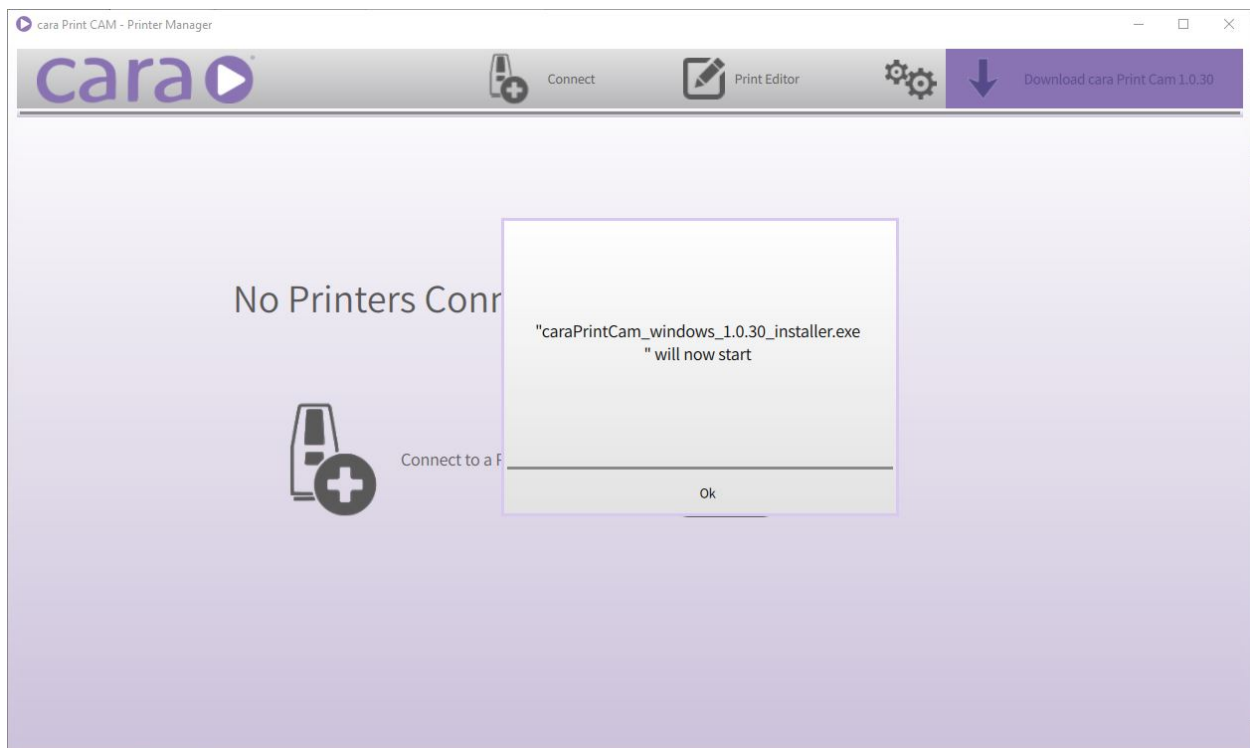 cara Print CAM - Printer Manager
cara
Connect
Print Editor
Download cara Print Cam 1.0.30
No Printers Conn
"caraPrintCam_windows_1.0.30_installer.exe
" will now start
Connect to a
Ok